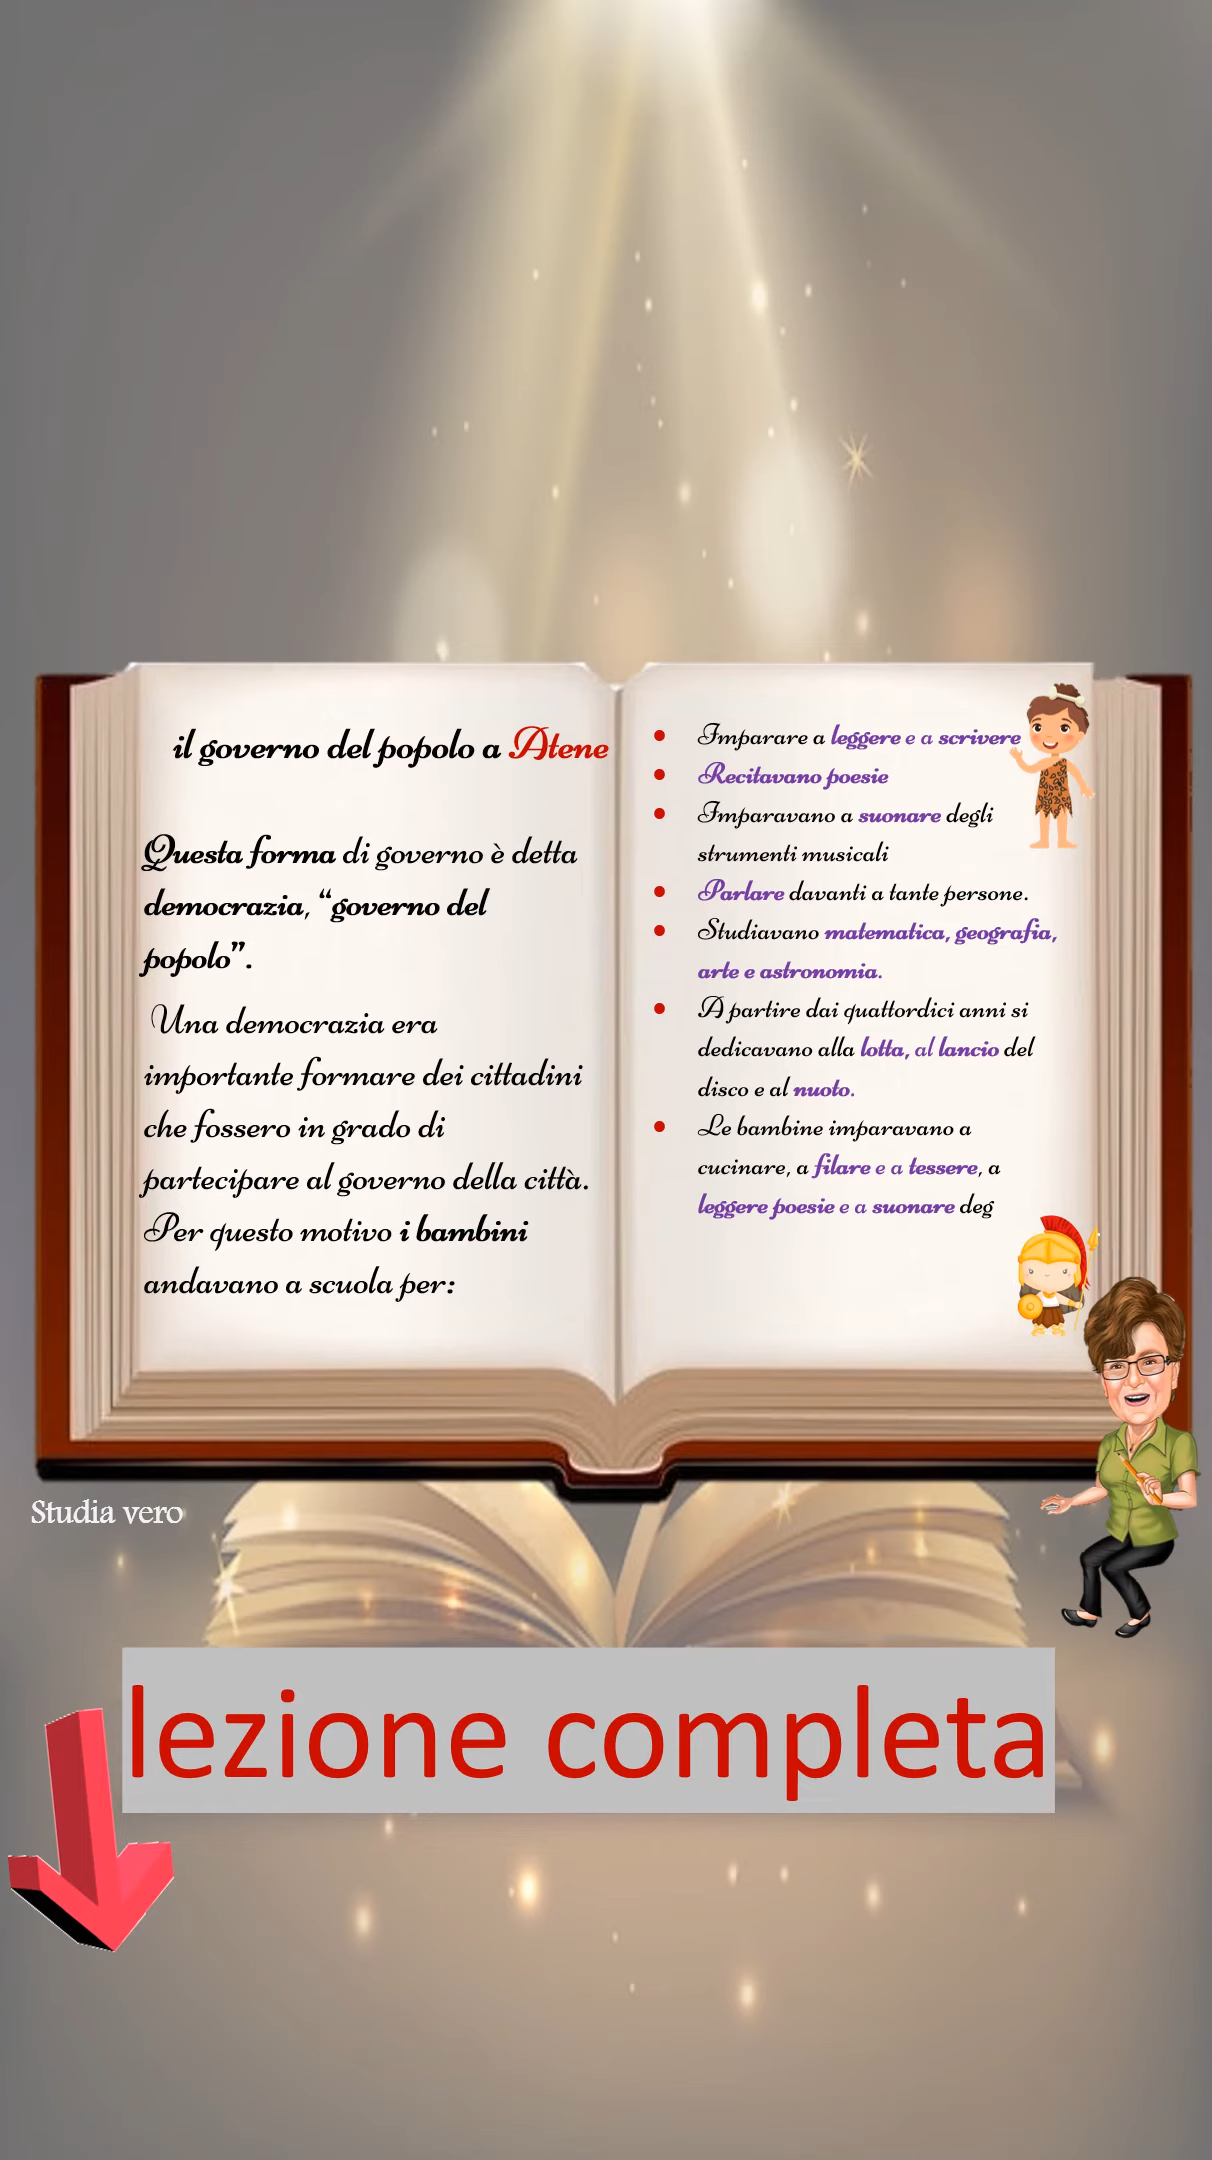 il governo del popolo a Atene
Questa forma di governo è detta
democrazia, “governo del
popolo”.
Una democrazia era
importante formare dei cittadini
che fossero in grado di
partecipare al governo della città.
Per questo motivo i bambini
andavano a scuola per:
• Imparare a leggere e a scrivere
• Recitavano poesie
• Imparavano a suonare degli
strumenti musicali
• Parlare davanti a tante persone.
• Studiavano matematica, geografia,
arte e astronomia.
• A partire dai quattordici anni si
dedicavano alla lotta, al lancio del
disco e al nuoto.
• Le bambine imparavano a
cucinare, a filare e a tessere, a
leggere poesie e a suonare deg
Studia vero
lezione completa